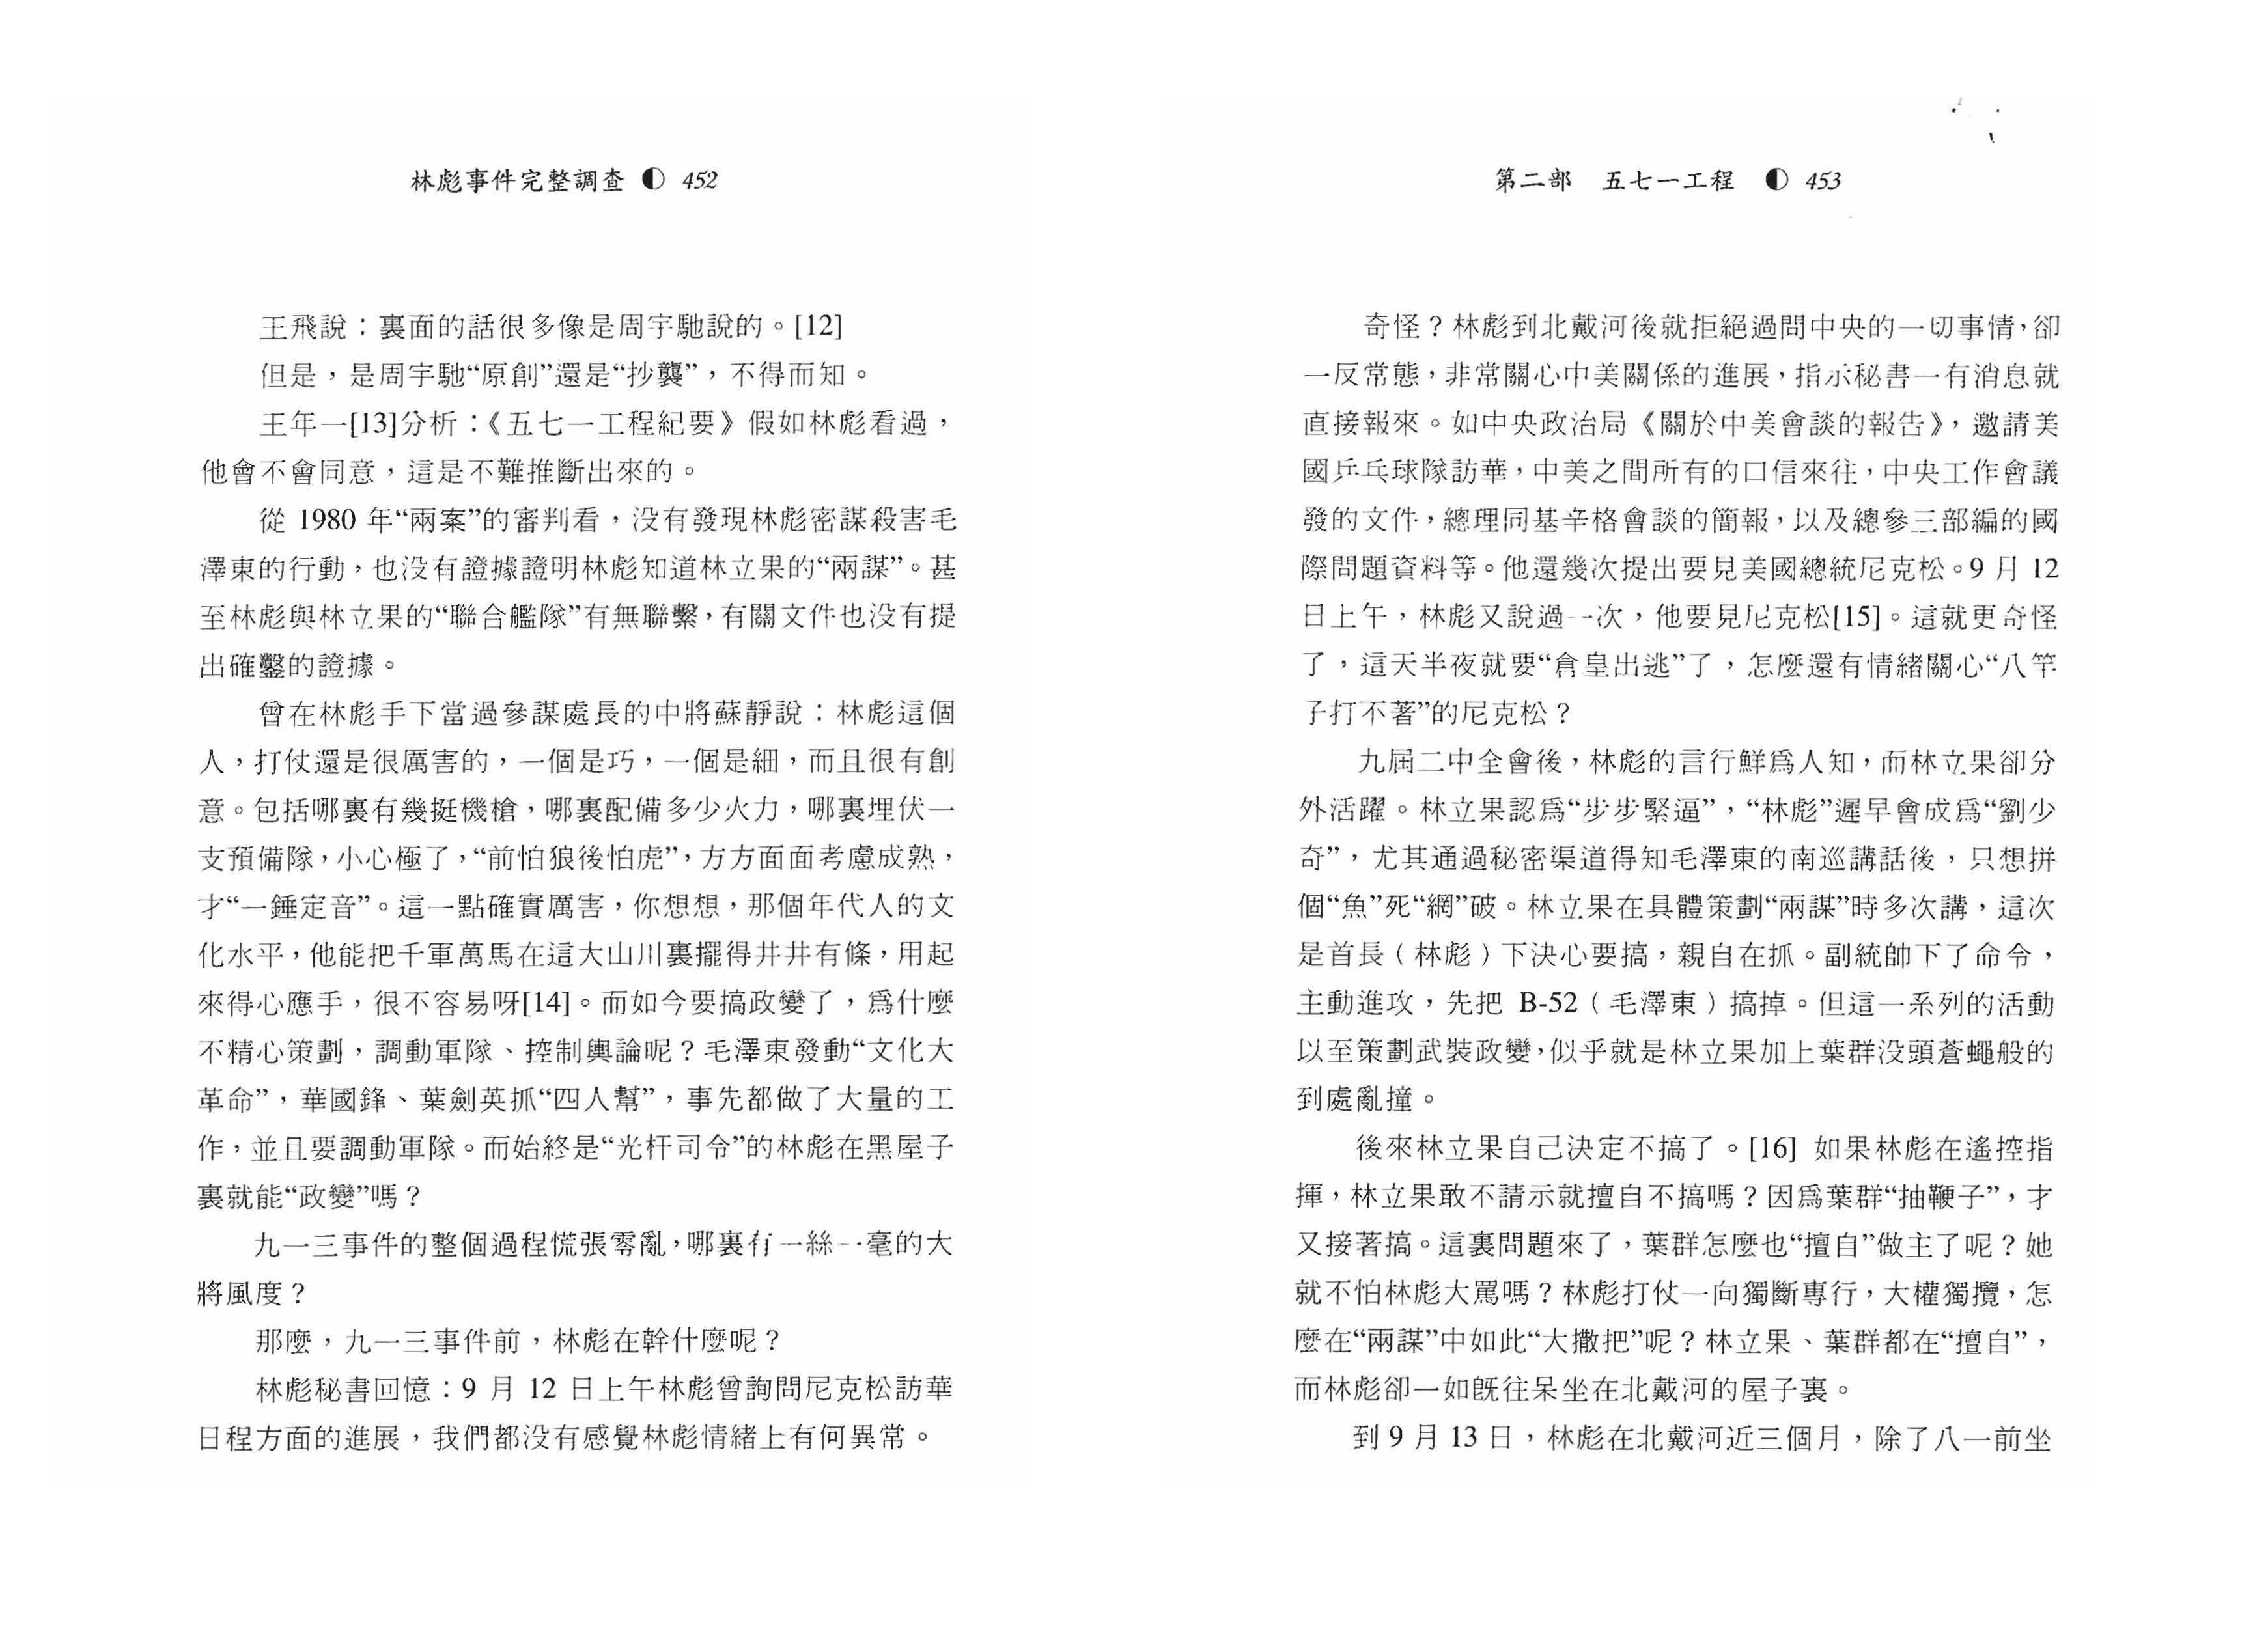 林彪事件完整調查 ◐ 452
王飛說：裏面的話很多像是周宇馳說的。[12]
但是，是周宇馳“原創”還是“抄襲”，不得而知。
王年一[13]分析：《五七一工程紀要》假如林彪看過，
他會不會同意，這是不難推斷出來的。
從 1980 年“兩案”的審判看，没有發現林彪密謀殺害毛
澤東的行動，也没有證據證明林彪知道林立果的“兩謀”。甚
至林彪與林立果的“聯合艦隊”有無聯繫，有關文件也没有提
出確鑿的證據。
曾在林彪手下當過參謀處長的中將蘇靜說：林彪這個
人，打仗還是很厲害的，一個是巧，一個是細，而且很有創
意。包括哪裏有幾挺機槍，哪裏配備多少火力，哪裏埋伏一
支預備隊，小心極了，“前怕狼後怕虎”，方方面面考慮成熟，
才“一錘定音”。這一點確實厲害，你想想，那個年代人的文
化水平，他能把千軍萬馬在這大山川裏擺得井井有條，用起
來得心應手，很不容易呀[14]。而如今要搞政變了，爲什麼
不精心策劃，調動軍隊、控制輿論呢？毛澤東發動“文化大
革命”，華國鋒、葉劍英抓“四人幫”，事先都做了大量的工
作，並且要調動軍隊。而始終是“光杆司令”的林彪在黑屋子
裏就能“政變”嗎？
九一三事件的整個過程慌張零亂，哪裏有一絲一毫的大
將風度？
那麼，九一三事件前，林彪在幹什麼呢？
林彪秘書回憶：9 月 12 日上午林彪曾詢問尼克松訪華
日程方面的進展，我們都没有感覺林彪情緒上有何異常。
第二部 五七一工程 ◐ 453
奇怪？林彪到北戴河後就拒絕過問中央的一切事情，卻
一反常態，非常關心中美關係的進展，指示秘書一有消息就
直接報來。如中央政治局《關於中美會談的報告》，邀請美
國乒乓球隊訪華，中美之間所有的口信來往，中央工作會議
發的文件，總理同基辛格會談的簡報，以及總參三部編的國
際問題資料等。他還幾次提出要見美國總統尼克松。9 月 12
日上午，林彪又說過一次，他要見尼克松[15]。這就更奇怪
了，這天半夜就要“倉皇出逃”了，怎麼還有情緒關心“八竿
子打不著”的尼克松？
九屆二中全會後，林彪的言行鮮爲人知，而林立果卻分
外活躍。林立果認爲“步步緊逼”，“林彪”遲早會成爲“劉少
奇”，尤其通過秘密渠道得知毛澤東的南巡講話後，只想拼
個“魚”死“網”破。林立果在具體策劃“兩謀”時多次講，這次
是首長（林彪）下決心要搞，親自在抓。副統帥下了命令，
主動進攻，先把 B-52（毛澤東）搞掉。但這一系列的活動
以至策劃武裝政變，似乎就是林立果加上葉群没頭蒼蠅般的
到處亂撞。
後來林立果自己決定不搞了。[16] 如果林彪在遙控指
揮，林立果敢不請示就擅自不搞嗎？因爲葉群“抽鞭子”，才
又接著搞。這裏問題來了，葉群怎麼也“擅自”做主了呢？她
就不怕林彪大罵嗎？林彪打仗一向獨斷專行，大權獨攬，怎
麼在“兩謀”中如此“大撒把”呢？林立果、葉群都在“擅自”，
而林彪卻一如既往呆坐在北戴河的屋子裏。
到 9 月 13 日，林彪在北戴河近三個月，除了八一前坐